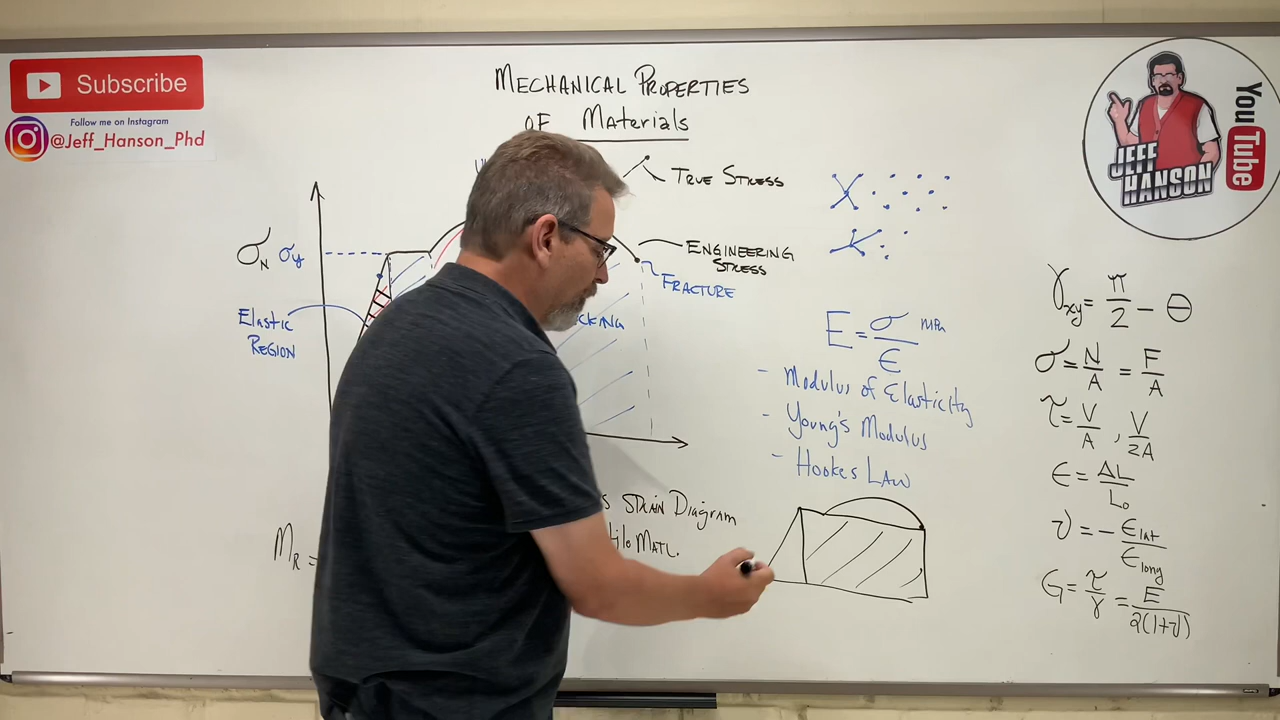 Subscribe
Follow me on Instagram
@Jeff_Hanson_Phd
MECHANICAL PROPERTIES
OF Materials
TRUE STRESS
ENGINEERING
STRESS
FRACTURE
σN σy
Elastic
REGION
E = σ/ϵ MPa
- Modulus of Elasticity
- Young's Modulus
- Hookes LAW
STRAIN Diagram
MATL.
MR =
γxy = π/2 - θ
σ = N/A = F/A
τ = V/A , V/2A
ϵ = ΔL/L₀
ν = - ϵlat/ϵlong
G = τ/γ = E/2(1+ν)
JEFF
HANSON
YouTube